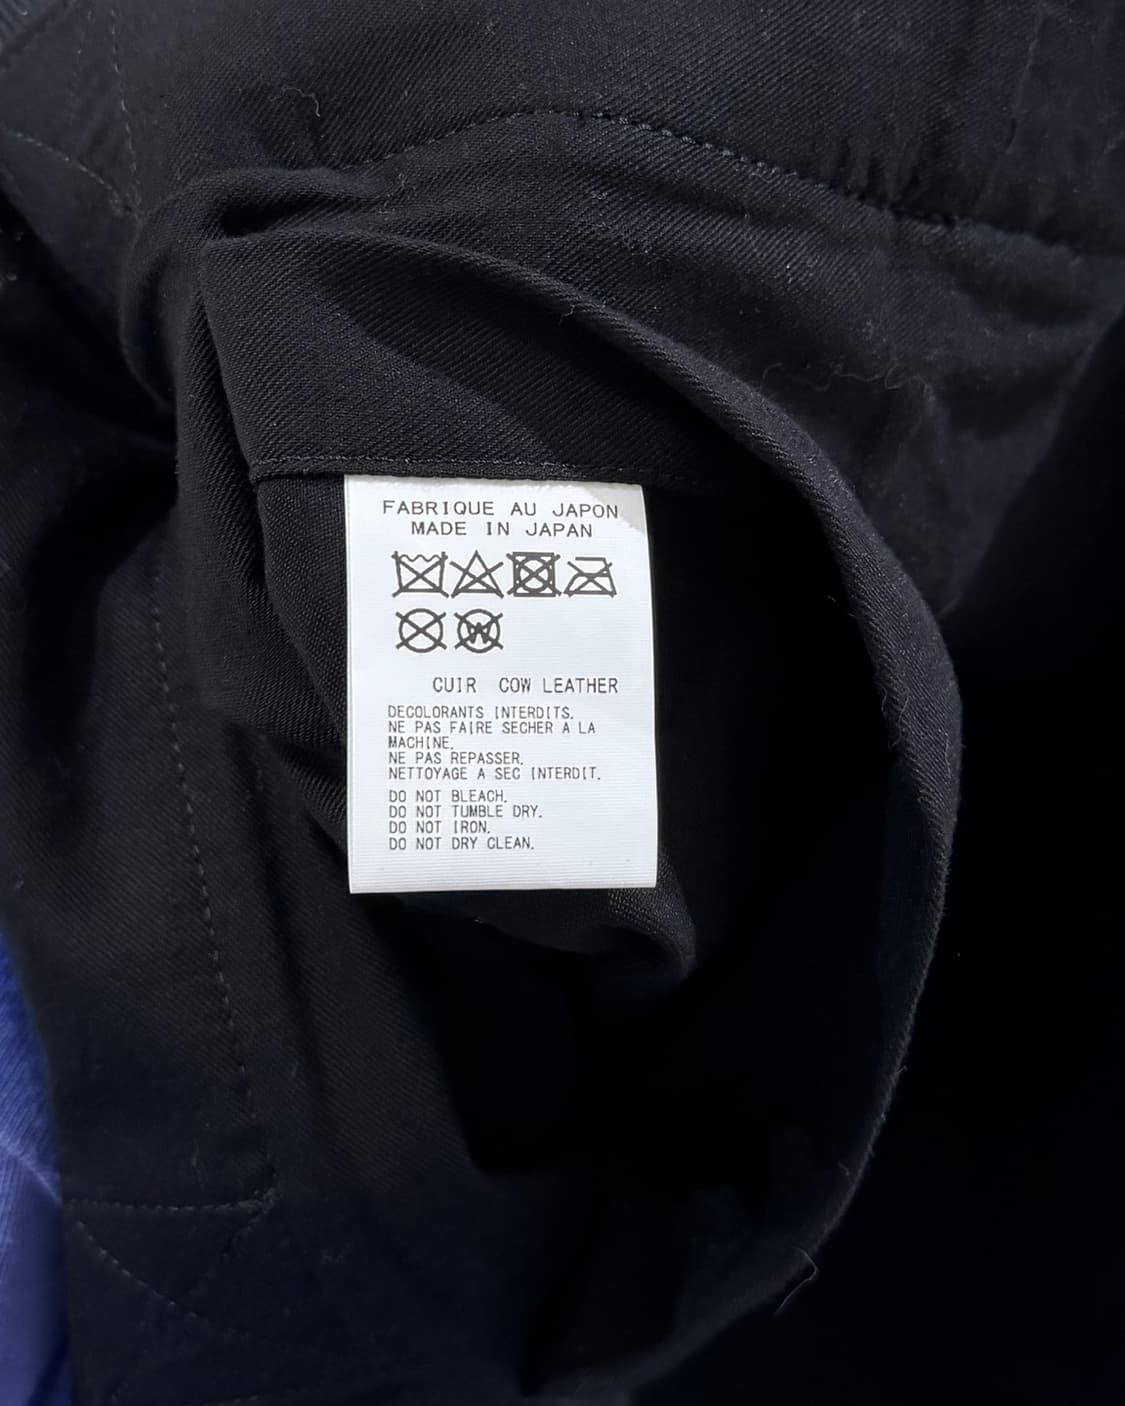 FABRIQUE AU JAPON
MADE IN JAPAN
W
CUIR COW LEATHER
DECOLORANTS INTERDITS.
NE PAS FAIRE SECHER A LA
MACHINE.
NE PAS REPASSER.
NETTOYAGE A SEC INTERDIT.
DO NOT BLEACH.
DO NOT TUMBLE DRY.
DO NOT IRON.
DO NOT DRY CLEAN.